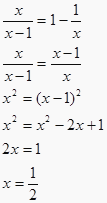 x/(x-1)=1-1/x
x/(x-1)=(x-1)/x
x²=(x-1)²
x²=x²-2x+1
2x=1
x=1/2